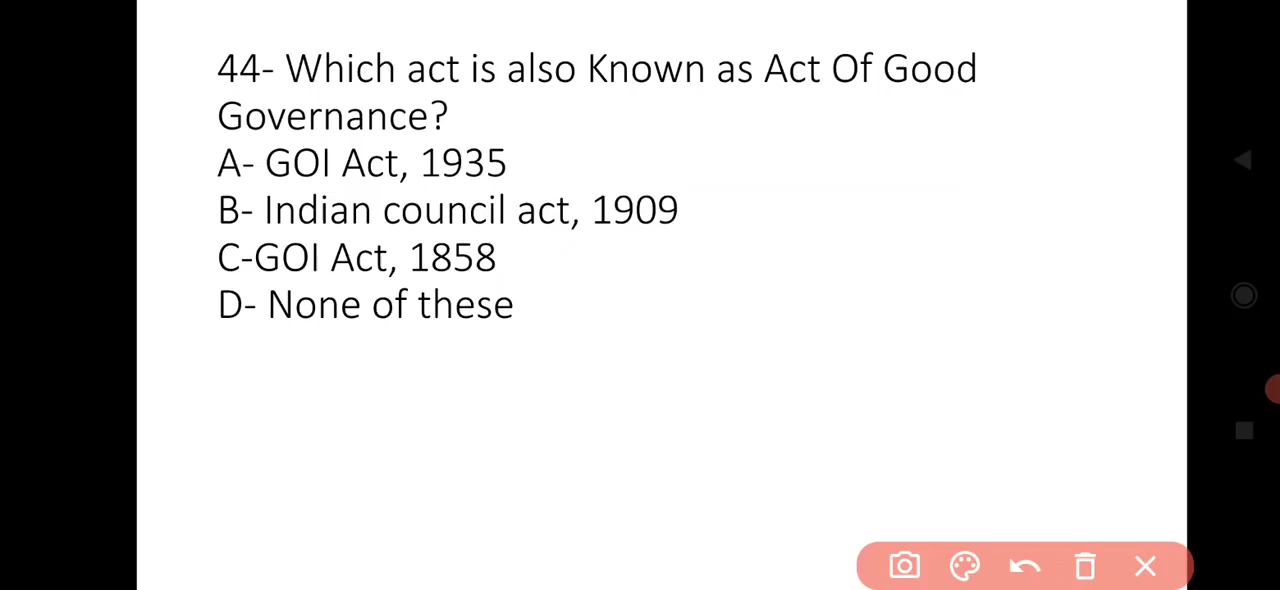 44- Which act is also Known as Act Of Good
Governance?
A- GOI Act, 1935
B- Indian council act, 1909
C-GOI Act, 1858
D- None of these